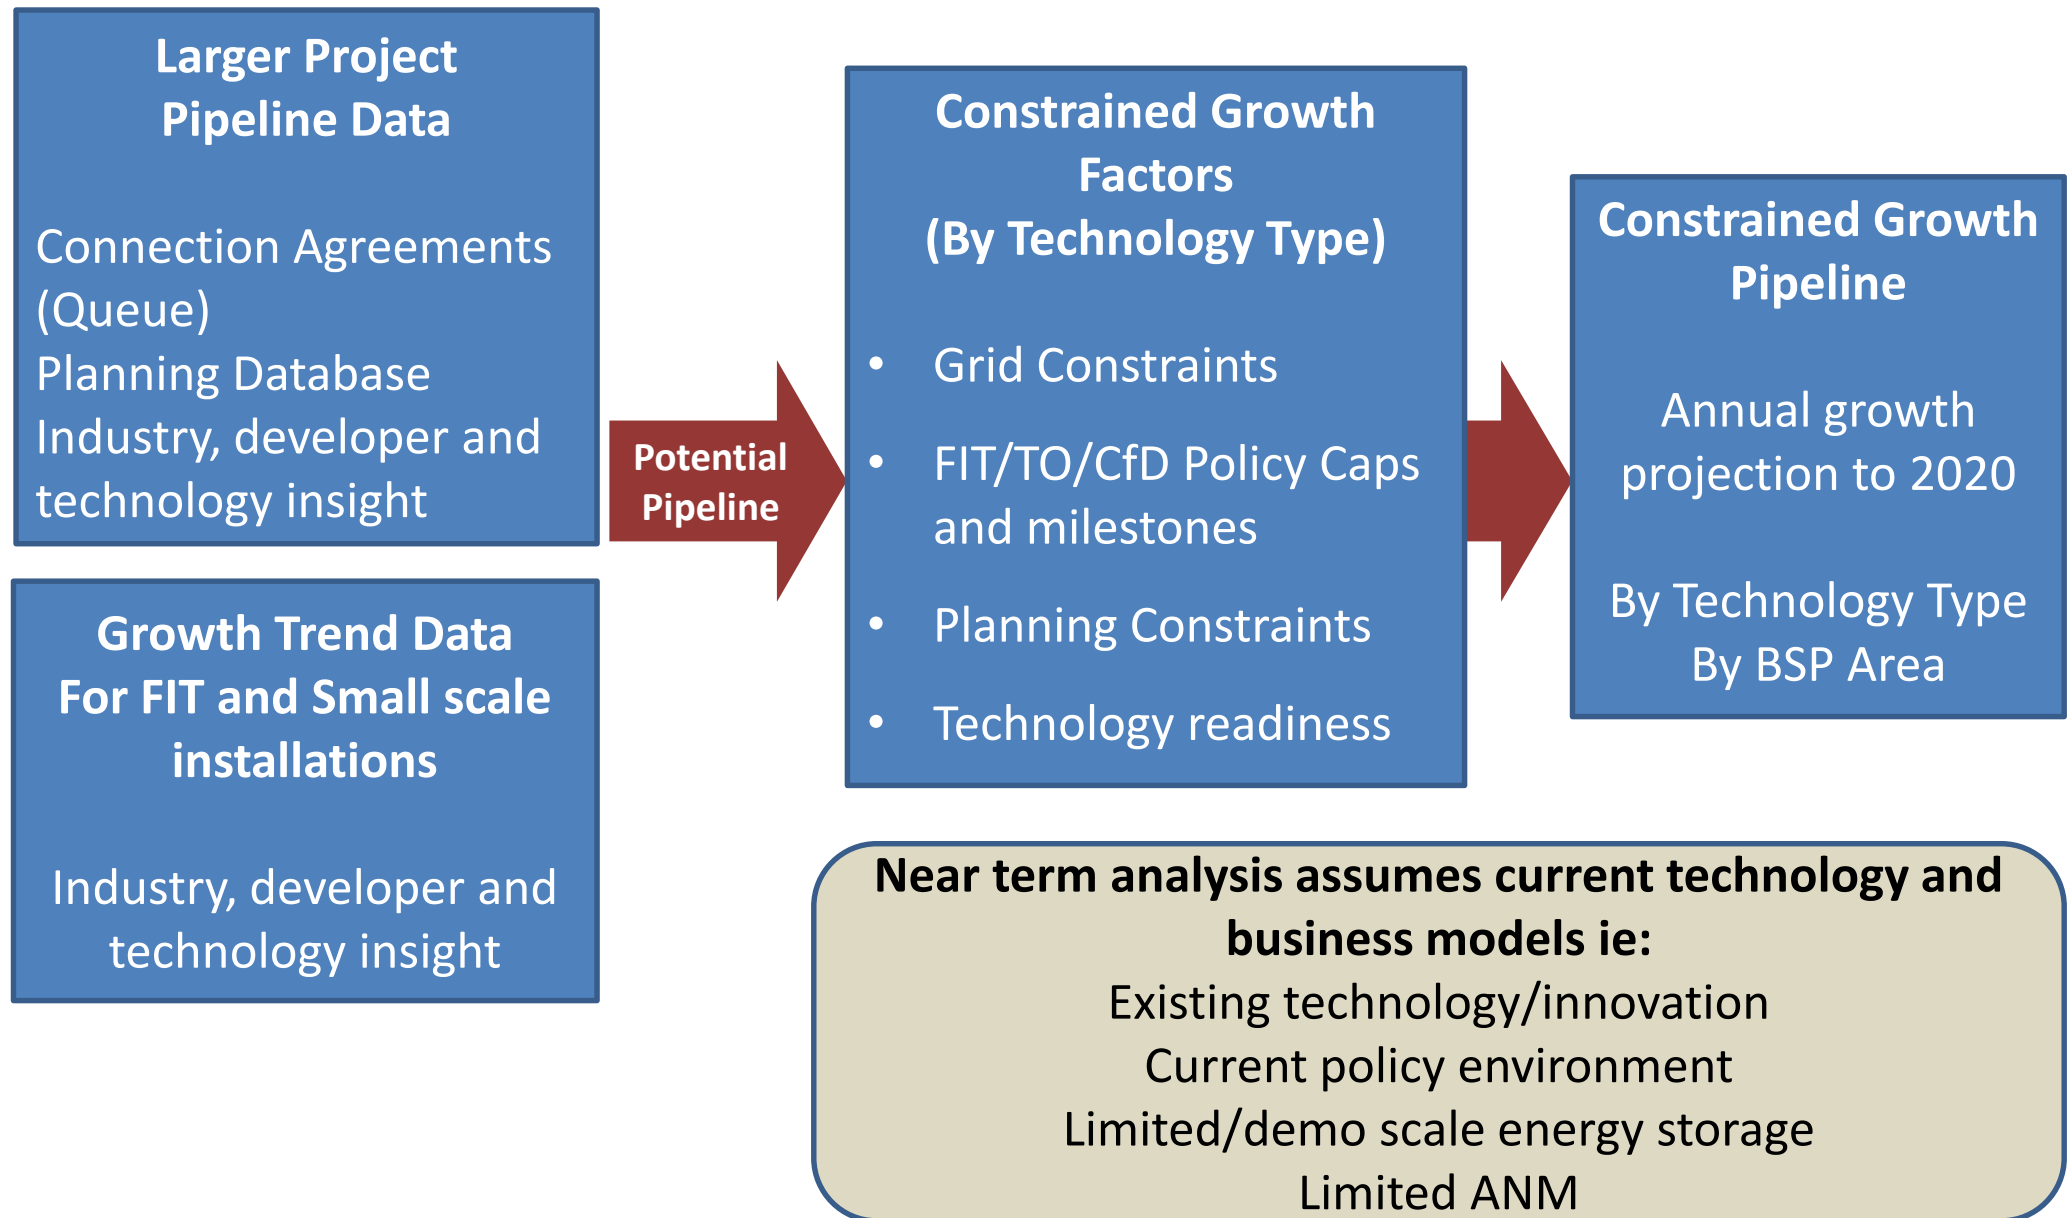 Larger Project
Pipeline Data
Connection Agreements
(Queue)
Planning Database
Industry, developer and
technology insight
Growth Trend Data
For FIT and Small scale
installations
Industry, developer and
technology insight
Potential
Pipeline
Constrained Growth
Factors
(By Technology Type)
• Grid Constraints
• FIT/TO/CfD Policy Caps
and milestones
• Planning Constraints
• Technology readiness
Constrained Growth
Pipeline
Annual growth
projection to 2020
By Technology Type
By BSP Area
Near term analysis assumes current technology and
business models ie:
Existing technology/innovation
Current policy environment
Limited/demo scale energy storage
Limited ANM